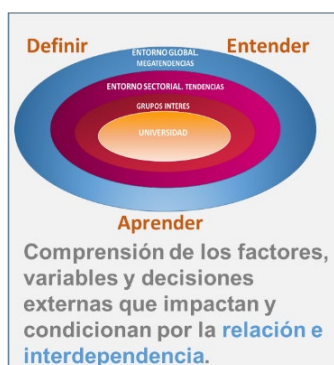 Definir
Entender
ENTORNO GLOBAL.
MEGATENDENCIAS
ENTORNO SECTORIAL. TENDENCIAS
GRUPOS INTERES
UNIVERSIDAD
Aprender
Comprensión de los factores,
variables y decisiones
externas que impactan y
condicionan por la relación e
interdependencia.